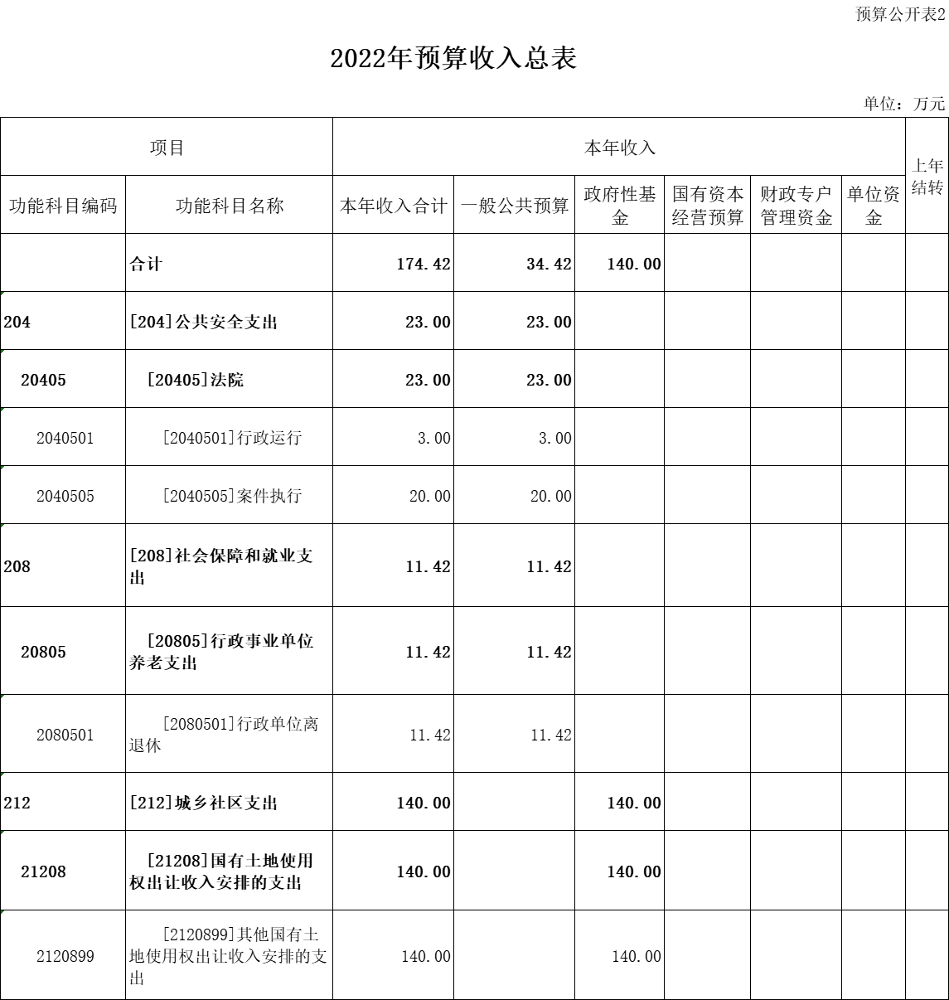 预算公开表2
2022年预算收入总表
单位：万元
项目 本年收入 上年结转
功能科目编码 功能科目名称 本年收入合计 一般公共预算 政府性基金 国有资本经营预算 财政专户管理资金 单位资金
合计 174.42 34.42 140.00
204 [204]公共安全支出 23.00 23.00
20405 [20405]法院 23.00 23.00
2040501 [2040501]行政运行 3.00 3.00
2040505 [2040505]案件执行 20.00 20.00
208 [208]社会保障和就业支出 11.42 11.42
20805 [20805]行政事业单位养老支出 11.42 11.42
2080501 [2080501]行政单位离退休 11.42 11.42
212 [212]城乡社区支出 140.00 140.00
21208 [21208]国有土地使用权出让收入安排的支出 140.00 140.00
2120899 [2120899]其他国有土地使用权出让收入安排的支出 140.00 140.00